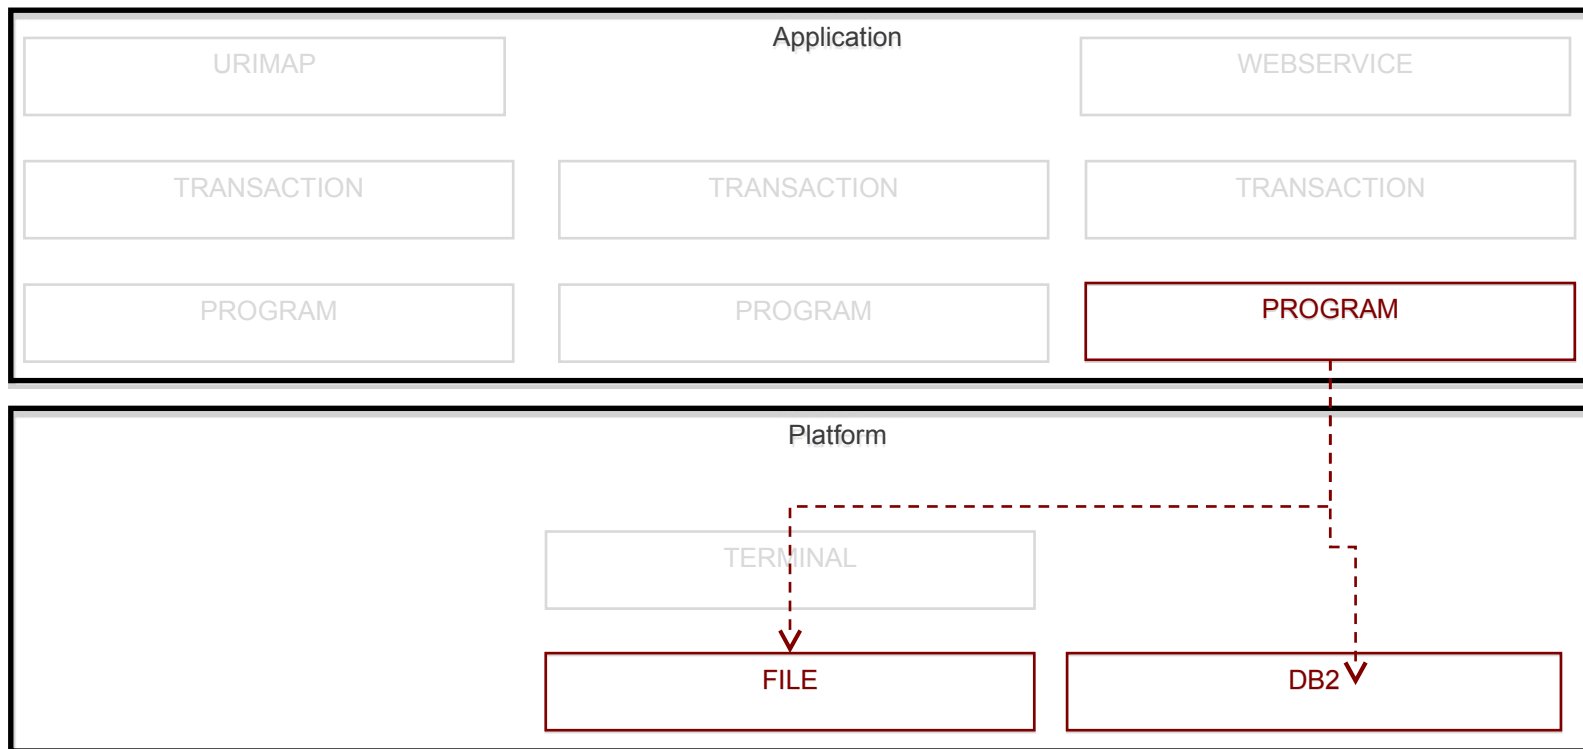 Application
URIMAP
WEBSERVICE
TRANSACTION
TRANSACTION
TRANSACTION
PROGRAM
PROGRAM
PROGRAM
Platform
TERMINAL
FILE
DB2